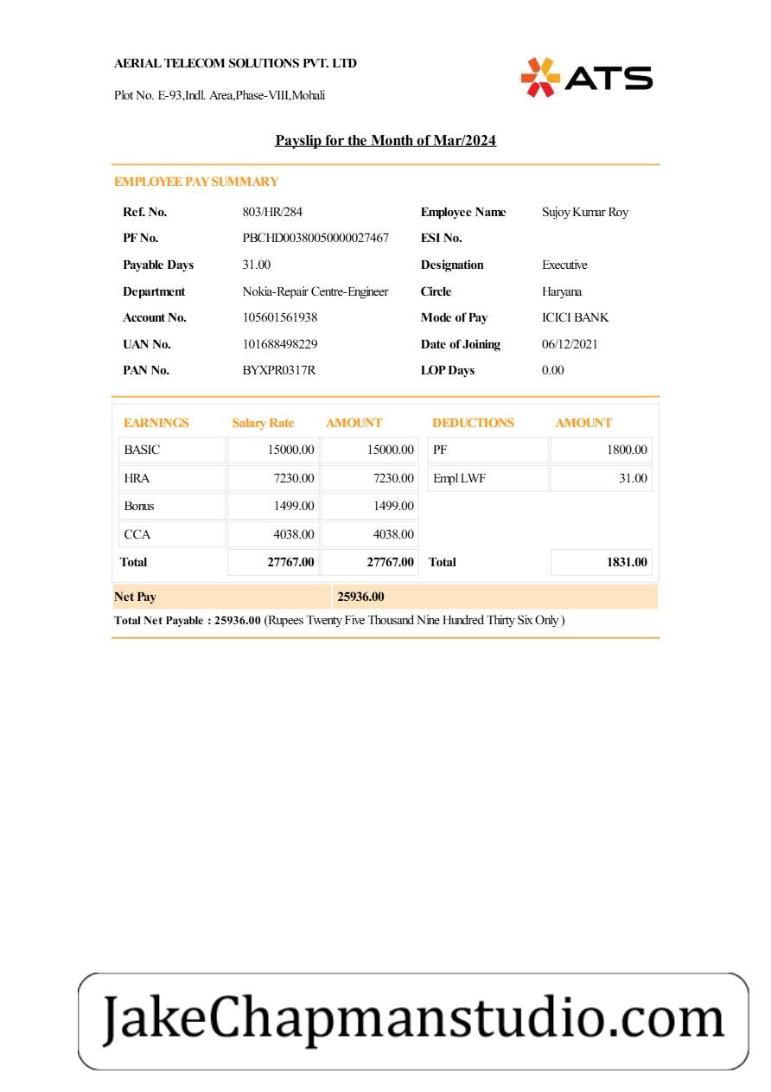 AERIAL TELECOM SOLUTIONS PVT. LTD
ATS
Plot No. E-93,Indl. Area,Phase-VIII,Mohali
Payslip for the Month of Mar/2024
EMPLOYEE PAY SUMMARY
Ref. No. 803/HR/284 Employee Name Sujoy Kumar Roy
PF No. PBCHD00380050000027467 ESI No.
Payable Days 31.00 Designation Executive
Department Nokia-Repair Centre-Engineer Circle Haryana
Account No. 105601561938 Mode of Pay ICICI BANK
UAN No. 101688498229 Date of Joining 06/12/2021
PAN No. BYXPR0317R LOP Days 0.00
EARNINGS Salary Rate AMOUNT DEDUCTIONS AMOUNT
BASIC 15000.00 15000.00 PF 1800.00
HRA 7230.00 7230.00 Empl LWF 31.00
Bonus 1499.00 1499.00
CCA 4038.00 4038.00
Total 27767.00 27767.00 Total 1831.00
Net Pay 25936.00
Total Net Payable : 25936.00 (Rupees Twenty Five Thousand Nine Hundred Thirty Six Only )
JakeChapmanstudio.com